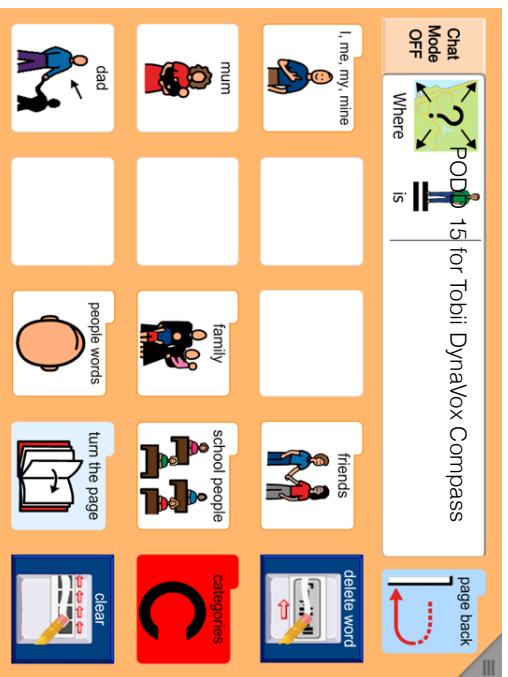 Chat
Mode
OFF
Where is
PODD 15 for Tobii DynaVox Compass
page back
I, me, my, mine
friends
delete word
mum
family
school people
categories
C
dad
people words
turn the page
clear